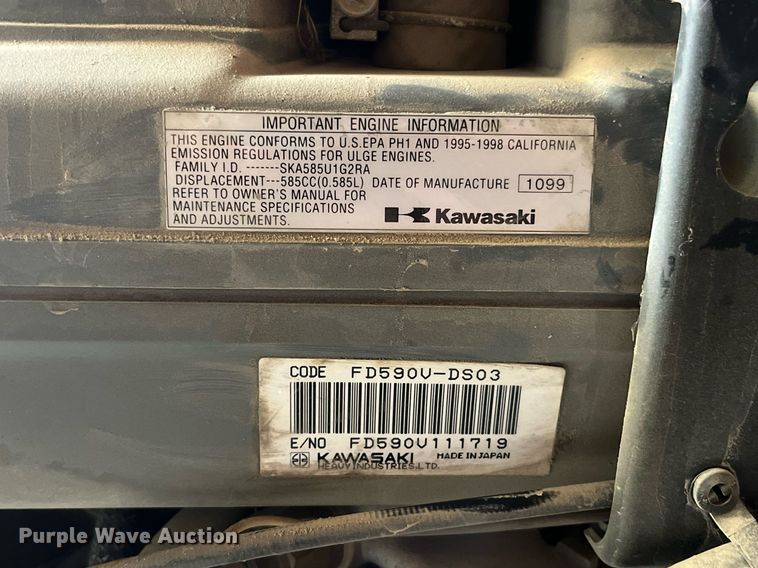 IMPORTANT ENGINE INFORMATION
THIS ENGINE CONFORMS TO U.S.EPA PH1 AND 1995-1998 CALIFORNIA
EMISSION REGULATIONS FOR ULGE ENGINES.
FAMILY I.D. -------SKA585U1G2RA
DISPLACEMENT---585CC(0.585L) DATE OF MANUFACTURE 1099
REFER TO OWNER'S MANUAL FOR
MAINTENANCE SPECIFICATIONS
AND ADJUSTMENTS.
Kawasaki
CODE FD590V-DS03
E/NO FD590V111719
KAWASAKI MADE IN JAPAN
HEAVY INDUSTRIES.LTD.
Purple Wave Auction